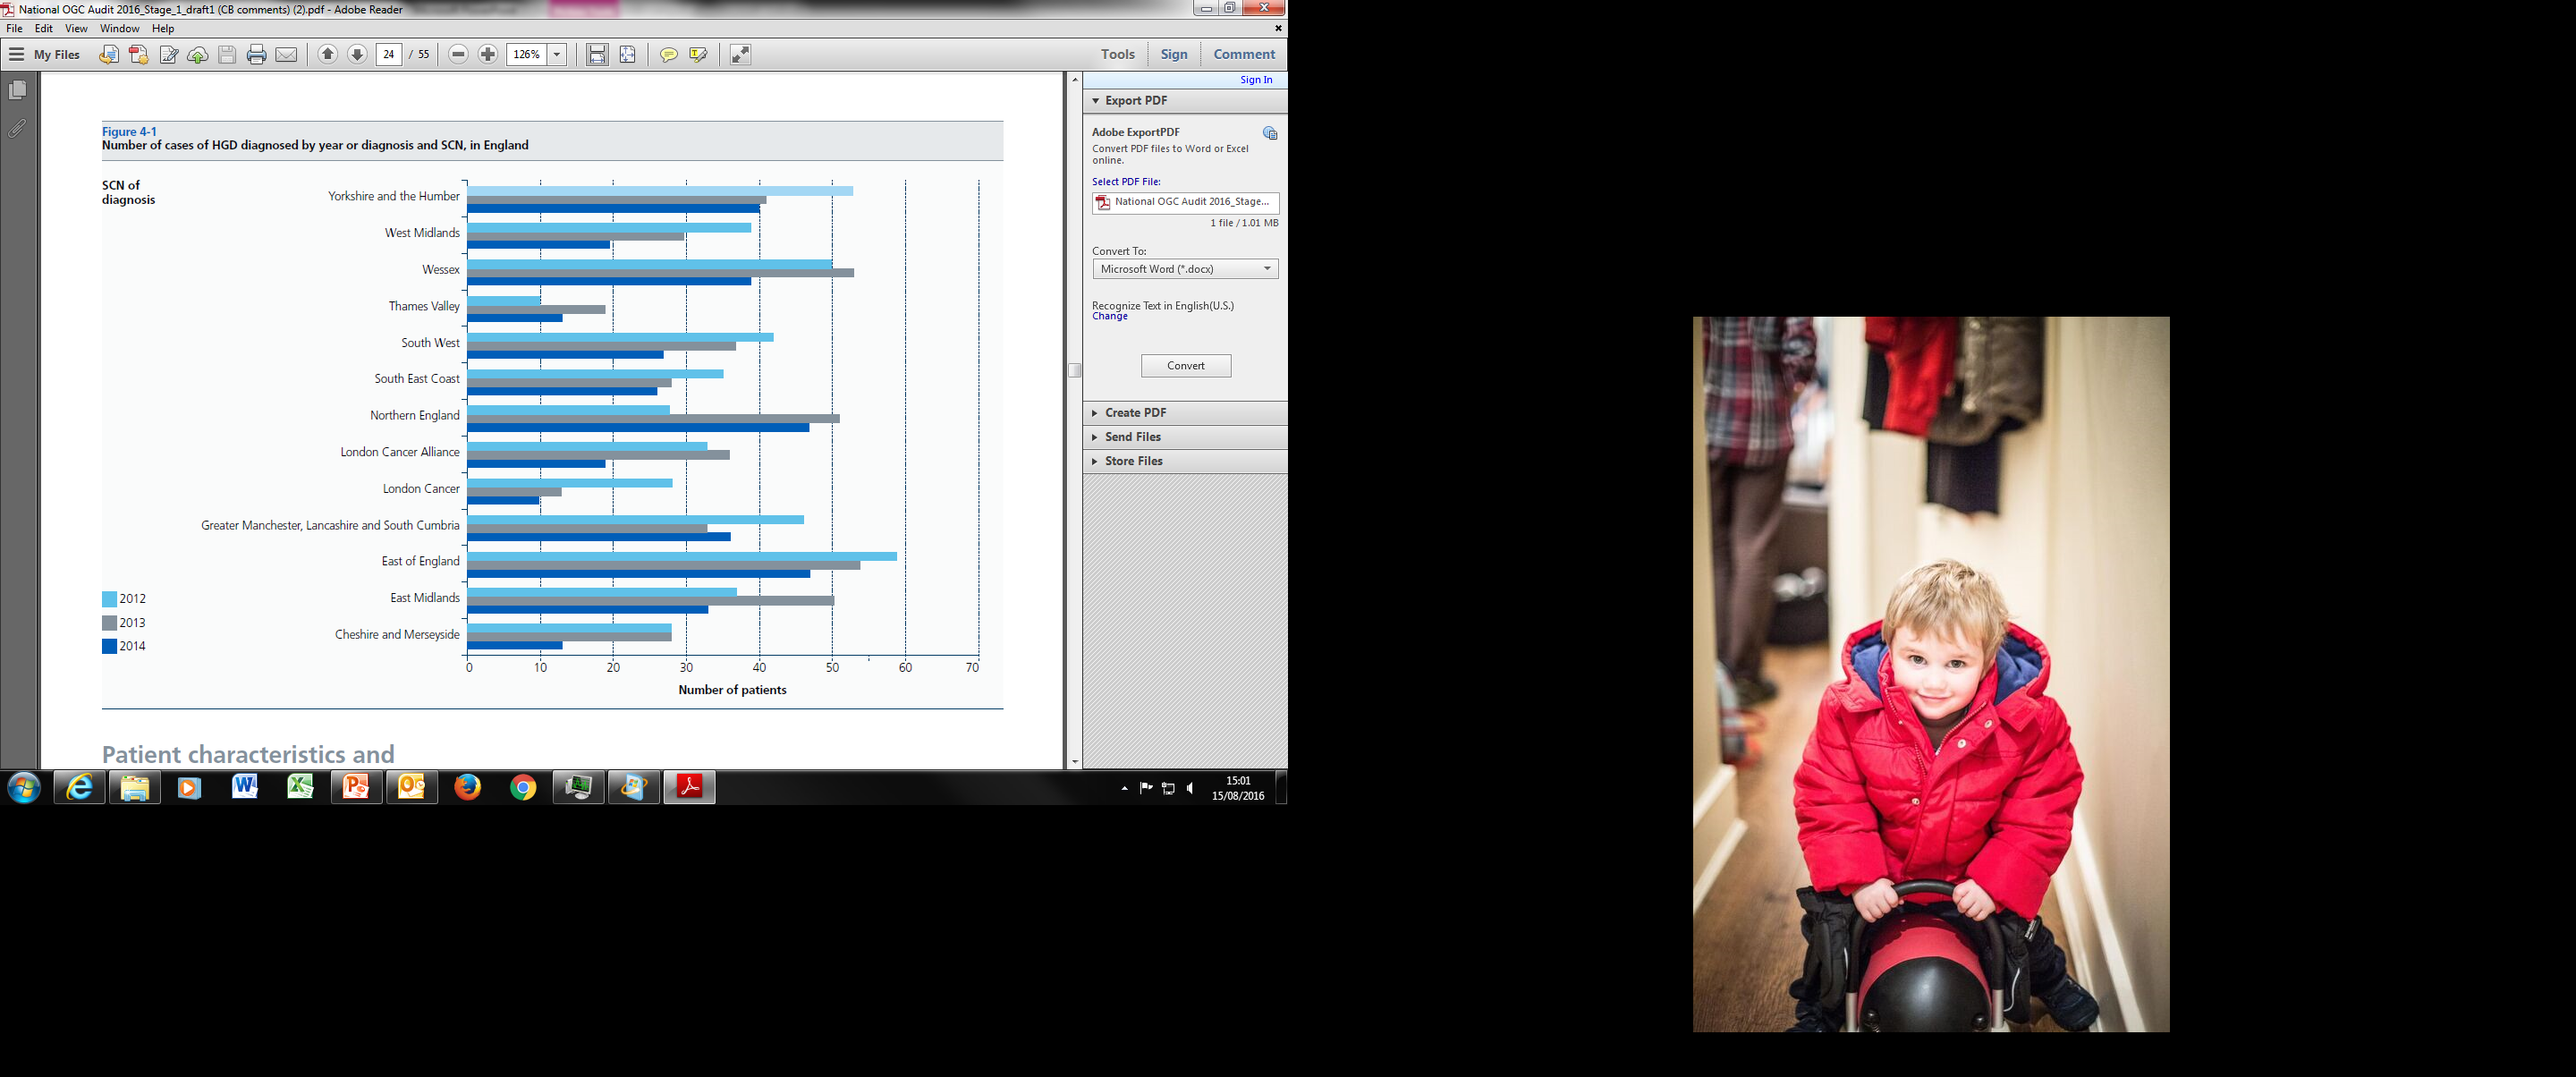 National OGC Audit 2016_Stage_1_draft1 (CB comments) (2).pdf - Adobe Reader
File Edit View Window Help
My Files 24 / 55 126% Tools Sign Comment
Sign In
Export PDF
Adobe ExportPDF
Convert PDF files to Word or Excel
online.
Select PDF File:
National OGC Audit 2016_Stage...
1 file / 1.01 MB
Convert To:
Microsoft Word (*.docx)
Recognize Text in English(U.S.)
Change
Convert
Create PDF
Send Files
Store Files
Figure 4-1
Number of cases of HGD diagnosed by year or diagnosis and SCN, in England
SCN of
diagnosis
Yorkshire and the Humber
West Midlands
Wessex
Thames Valley
South West
South East Coast
Northern England
London Cancer Alliance
London Cancer
Greater Manchester, Lancashire and South Cumbria
East of England
East Midlands
Cheshire and Merseyside
2012
2013
2014
0 10 20 30 40 50 60 70
Number of patients
Patient characteristics and
15:01
15/08/2016